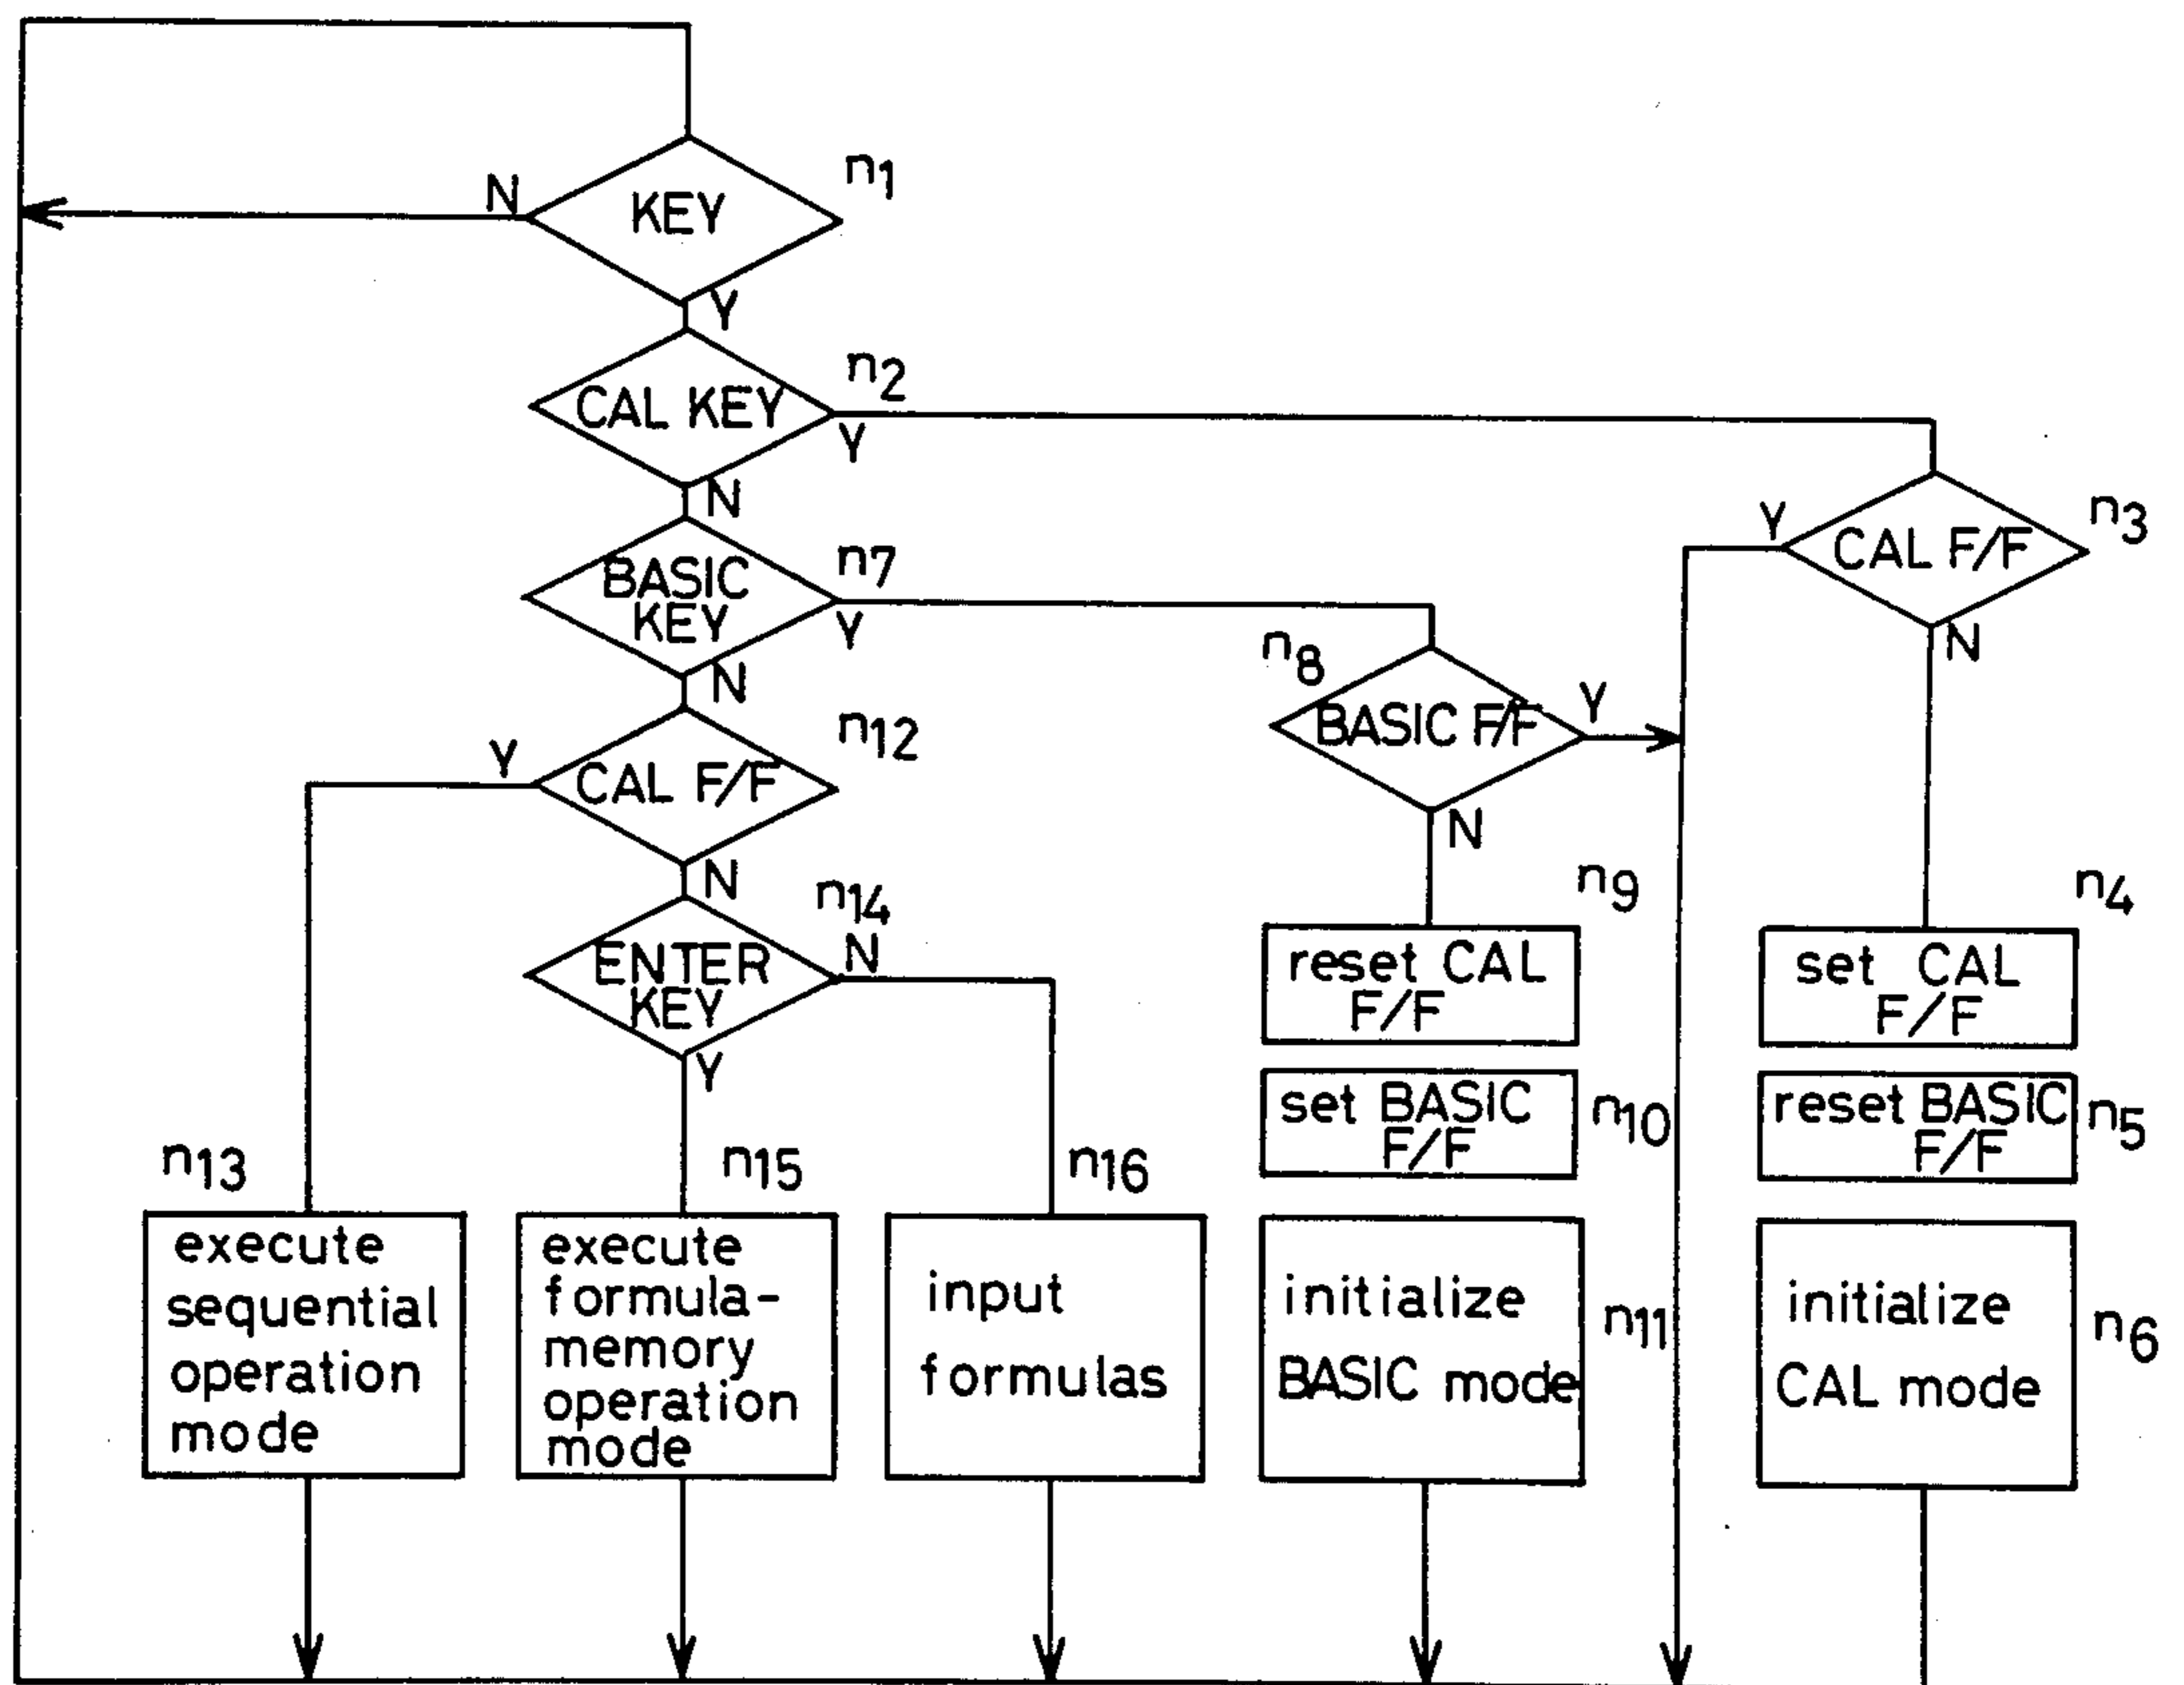 n1
N
KEY
Y
n2
CAL KEY
Y
N
n3
Y
CAL F/F
N
n7
BASIC
KEY
Y
N
n8
BASIC F/F
Y
N
n12
Y
CAL F/F
N
n14
ENTER
KEY
N
Y
n9
reset CAL
F/F
n4
set CAL
F/F
set BASIC
F/F
n10
reset BASIC
F/F
n5
n13
execute
sequential
operation
mode
n15
execute
formula-
memory
operation
mode
n16
input
formulas
initialize
BASIC mode
n11
initialize
CAL mode
n6